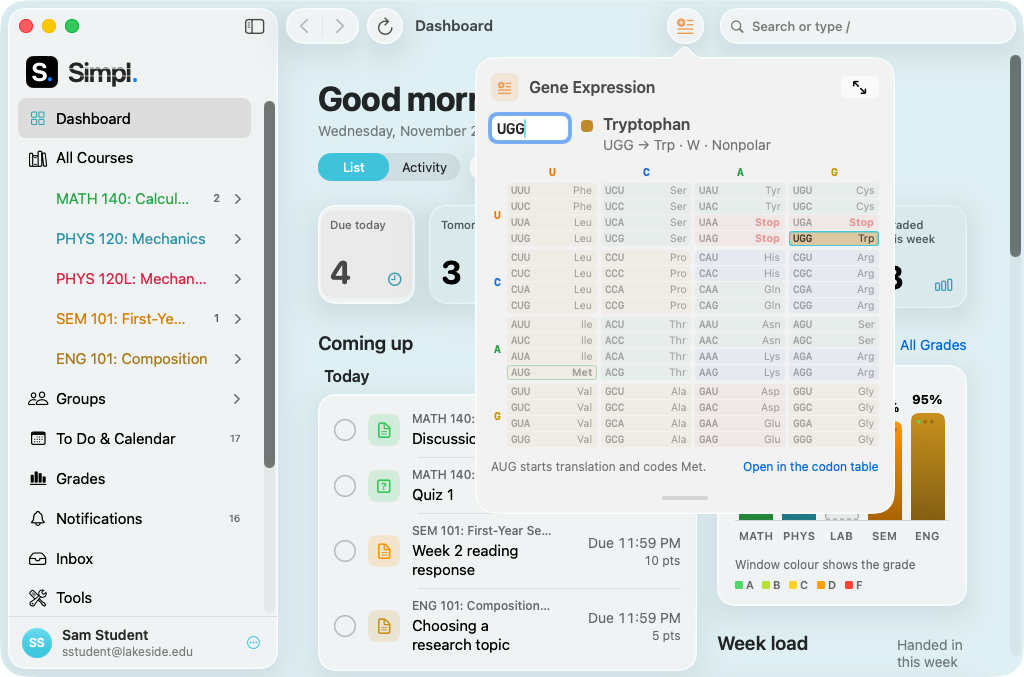 S.
Simpl.
Dashboard
All Courses
MATH 140: Calcul... 2
PHYS 120: Mechanics
PHYS 120L: Mechan...
SEM 101: First-Ye... 1
ENG 101: Composition
Groups
To Do & Calendar 17
Grades
Notifications 16
Inbox
Tools
SS
Sam Student
sstudent@lakeside.edu
Dashboard
Search or type /
Good morn
Wednesday, November 2
List Activity
Due today
4
Tomor
3
aded
is week
3
Coming up
Today
All Grades
MATH 140:
Discussio
MATH 140:
Quiz 1
SEM 101: First-Year Se...
Week 2 reading
response
Due 11:59 PM
10 pts
ENG 101: Composition...
Choosing a
research topic
Due 11:59 PM
5 pts
Gene Expression
UGG
Tryptophan
UGG → Trp · W · Nonpolar
U C A G
U
UUU Phe UCU Ser UAU Tyr UGU Cys
UUC Phe UCC Ser UAC Tyr UGC Cys
UUA Leu UCA Ser UAA Stop UGA Stop
UUG Leu UCG Ser UAG Stop UGG Trp
C
CUU Leu CCU Pro CAU His CGU Arg
CUC Leu CCC Pro CAC His CGC Arg
CUA Leu CCA Pro CAA Gln CGA Arg
CUG Leu CCG Pro CAG Gln CGG Arg
A
AUU Ile ACU Thr AAU Asn AGU Ser
AUC Ile ACC Thr AAC Asn AGC Ser
AUA Ile ACA Thr AAA Lys AGA Arg
AUG Met ACG Thr AAG Lys AGG Arg
G
GUU Val GCU Ala GAU Asp GGU Gly
GUC Val GCC Ala GAC Asp GGC Gly
GUA Val GCA Ala GAA Glu GGA Gly
GUG Val GCG Ala GAG Glu GGG Gly
AUG starts translation and codes Met.
Open in the codon table
% 95%
MATH PHYS LAB SEM ENG
Window colour shows the grade
A B C D F
Week load
Handed in
this week